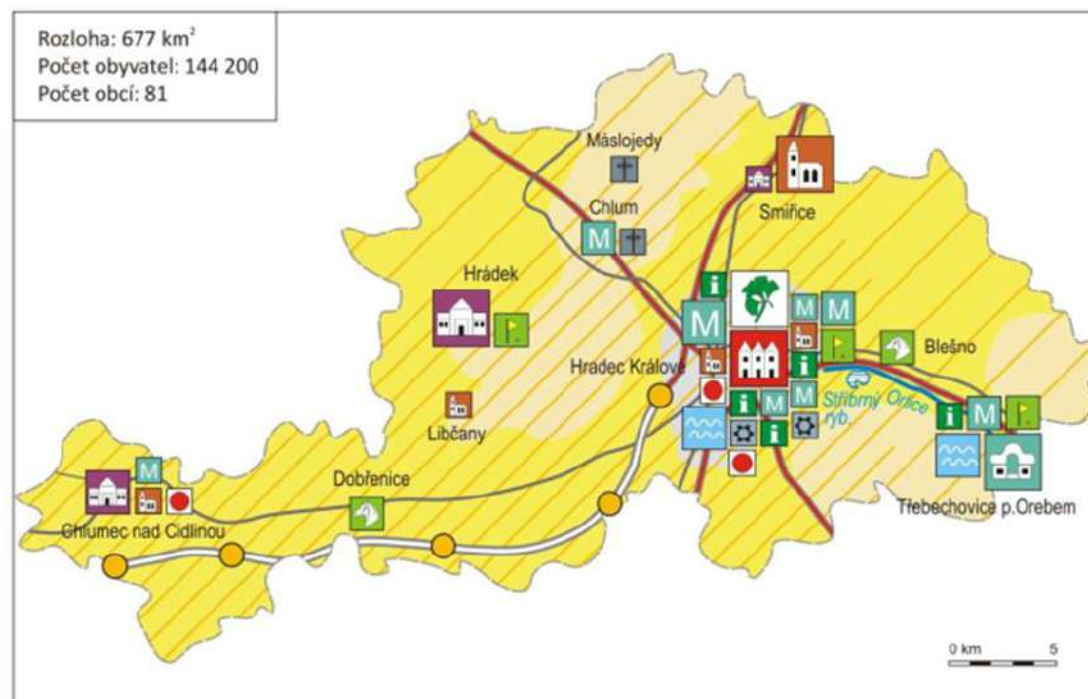 Rozloha: 677 km²
Počet obyvatel: 144 200
Počet obcí: 81
Máslojedy
Chlum
M
Smiřice
Hrádek
i
M
M
M
Hradec Králové
i
Blešno
Stříbrný
ryb.
Orlice
i
M
M
i
i
M
Libčany
Dobřenice
M
Chlumec nad Cidlinou
Třebechovice p.Orebem
0 km 5